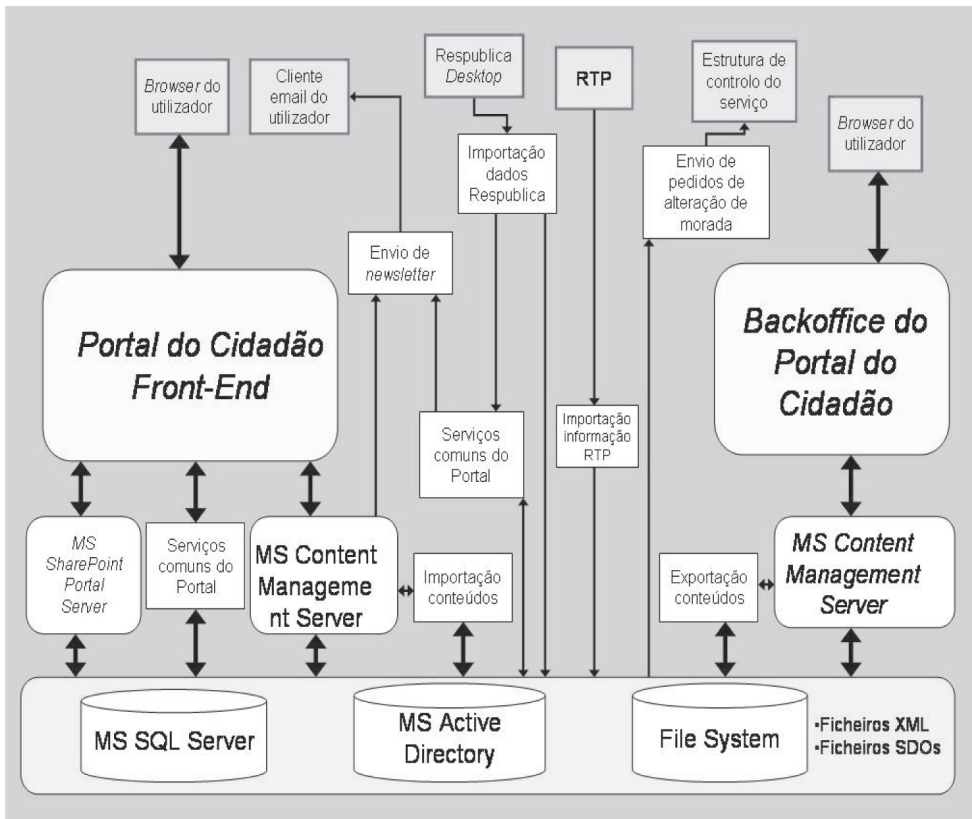 Browser do
utilizador
Cliente
email do
utilizador
Respublica
Desktop
RTP
Estrutura de
controlo do
serviço
Browser do
utilizador
Importação
dados
Respublica
Envio de
pedidos de
alteração de
morada
Envio de
newsletter
Portal do Cidadão
Front-End
Backoffice do
Portal do
Cidadão
Serviços
comuns do
Portal
Importação
informação
RTP
MS
SharePoint
Portal
Server
Serviços
comuns do
Portal
MS Content
Manageme
nt Server
Importação
conteúdos
Exportação
conteúdos
MS Content
Management
Server
MS SQL Server
MS Active
Directory
File System
▪Ficheiros XML
▪Ficheiros SDOs